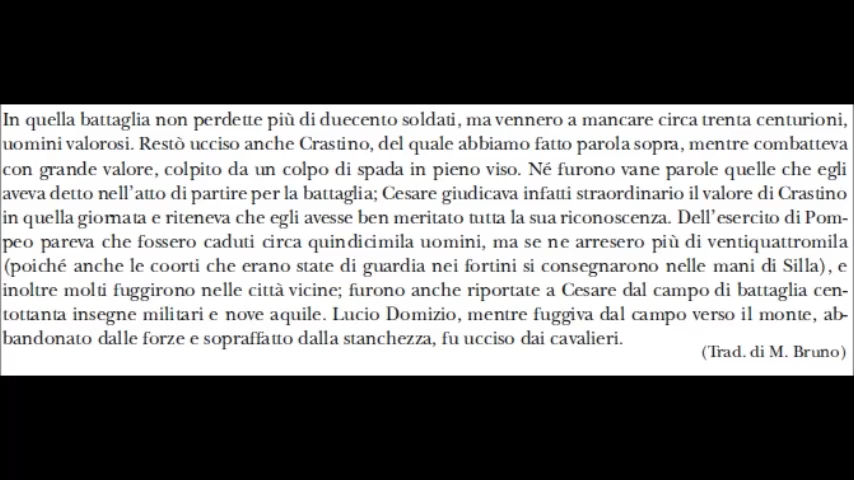 In quella battaglia non perdette più di duecento soldati, ma vennero a mancare circa trenta centurioni,
uomini valorosi. Restò ucciso anche Crastino, del quale abbiamo fatto parola sopra, mentre combatteva
con grande valore, colpito da un colpo di spada in pieno viso. Né furono vane parole quelle che egli
aveva detto nell'atto di partire per la battaglia; Cesare giudicava infatti straordinario il valore di Crastino
in quella giornata e riteneva che egli avesse ben meritato tutta la sua riconoscenza. Dell'esercito di Pom-
peo pareva che fossero caduti circa quindicimila uomini, ma se ne arresero più di ventiquattromila
(poiché anche le coorti che erano state di guardia nei fortini si consegnarono nelle mani di Silla), e
inoltre molti fuggirono nelle città vicine; furono anche riportate a Cesare dal campo di battaglia cen-
tottanta insegne militari e nove aquile. Lucio Domizio, mentre fuggiva dal campo verso il monte, ab-
bandonato dalle forze e sopraffatto dalla stanchezza, fu ucciso dai cavalieri.
(Trad. di M. Bruno)